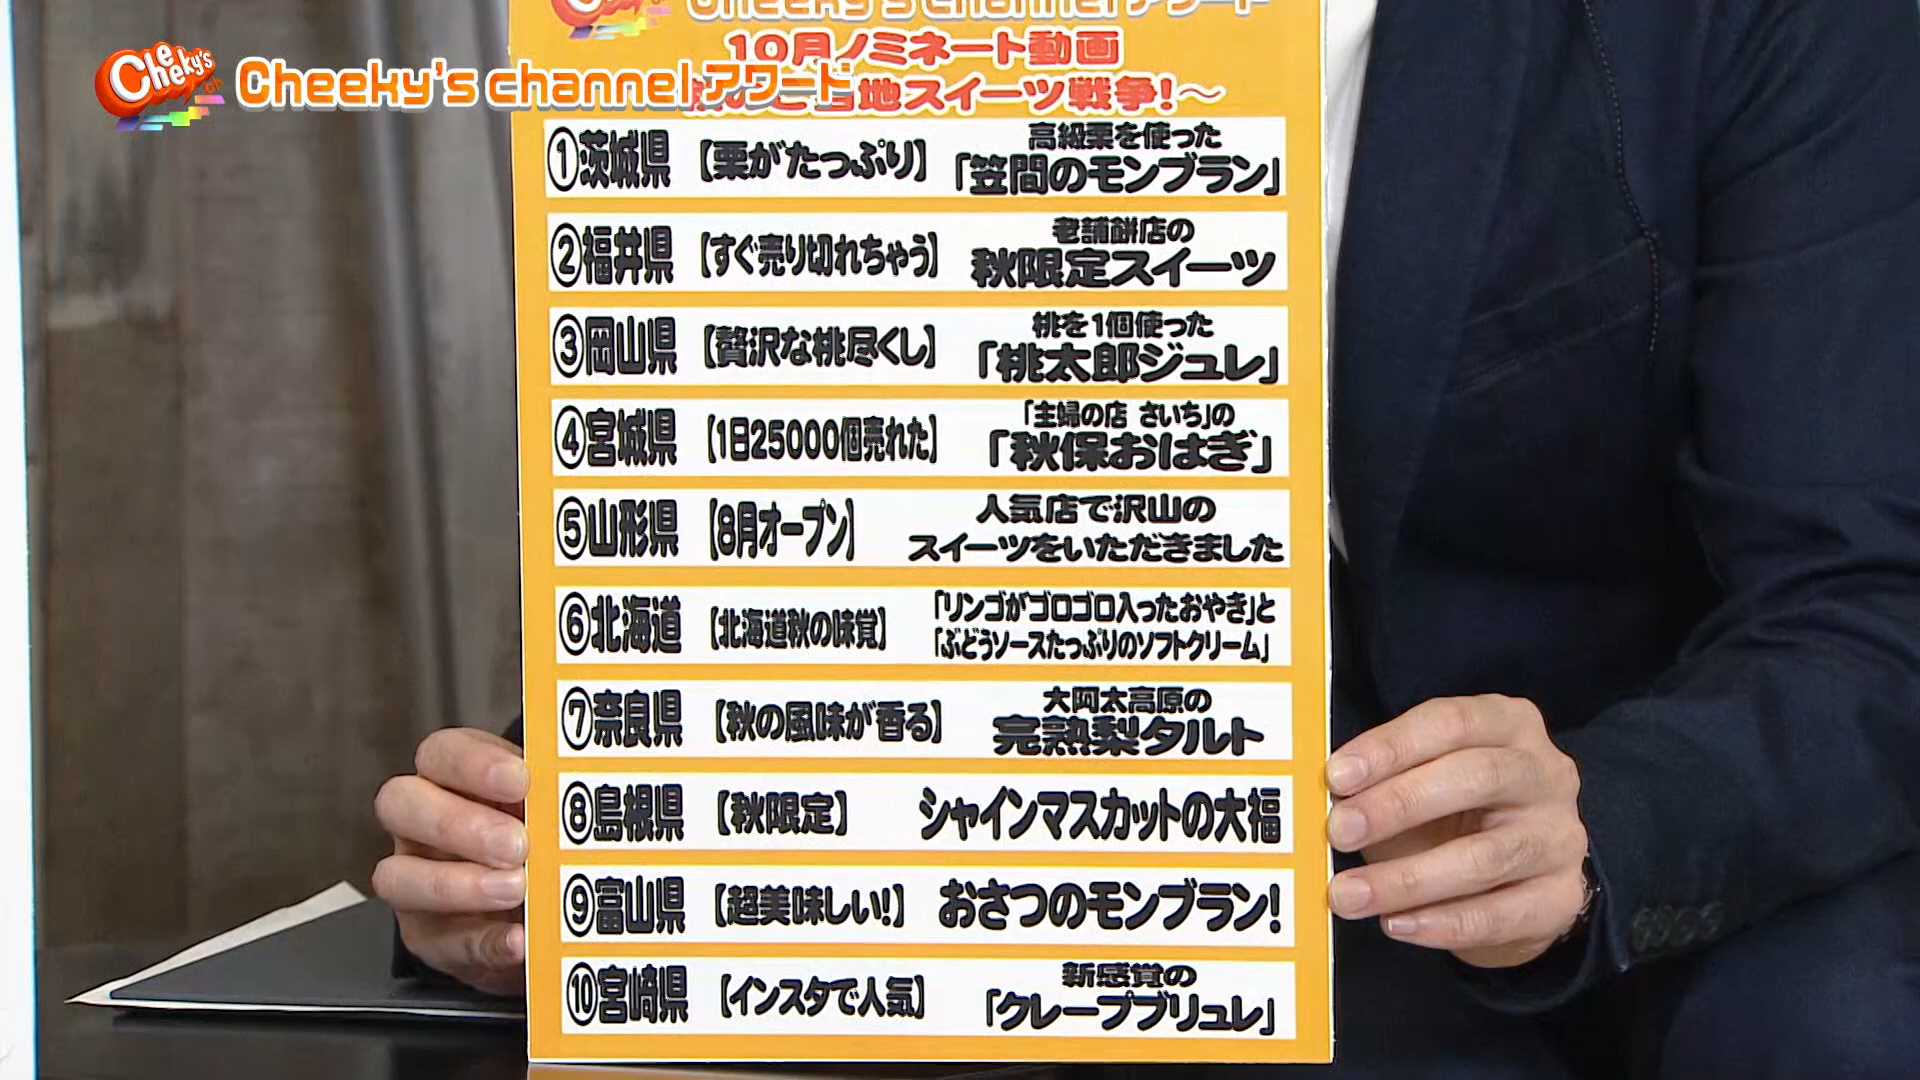 Cheeky's ch
Cheeky's channel アワード
Cheeky's channel アワード
10月ノミネート動画
地スイーツ戦争!～
①茨城県 【栗がたっぷり】 高級栗を使った
「笠間のモンブラン」
②福井県 【すぐ売り切れちゃう】 老舗餅店の
秋限定スイーツ
③岡山県 【贅沢な桃尽くし】 桃を1個使った
「桃太郎ジュレ」
④宮城県 【1日25000個売れた】 「主婦の店 さいち」の
「秋保おはぎ」
⑤山形県 【8月オープン】 人気店で沢山の
スイーツをいただきました
⑥北海道 【北海道秋の味覚】 「リンゴがゴロゴロ入ったおやき」と
「ぶどうソースたっぷりのソフトクリーム」
⑦奈良県 【秋の風味が香る】 大阿太高原の
完熟梨タルト
⑧島根県 【秋限定】 シャインマスカットの大福
⑨富山県 【超美味しい!】 おさつのモンブラン!
⑩宮崎県 【インスタで人気】 新感覚の
「クレープブリュレ」